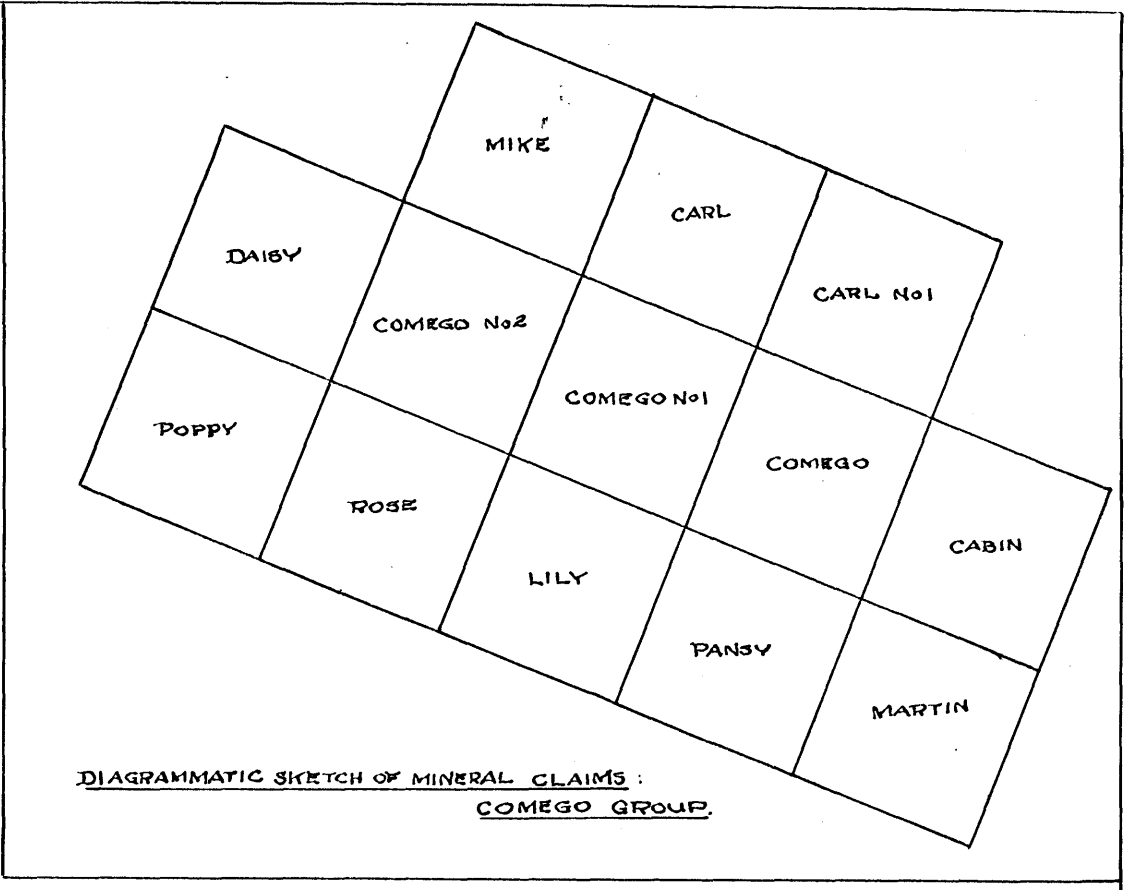 MIKE
CARL
CARL No1
DAISY
COMEGO No2
COMEGO No1
COMEGO
CABIN
POPPY
ROSE
LILY
PANSY
MARTIN
DIAGRAMMATIC SKETCH OF MINERAL CLAIMS :
COMEGO GROUP.